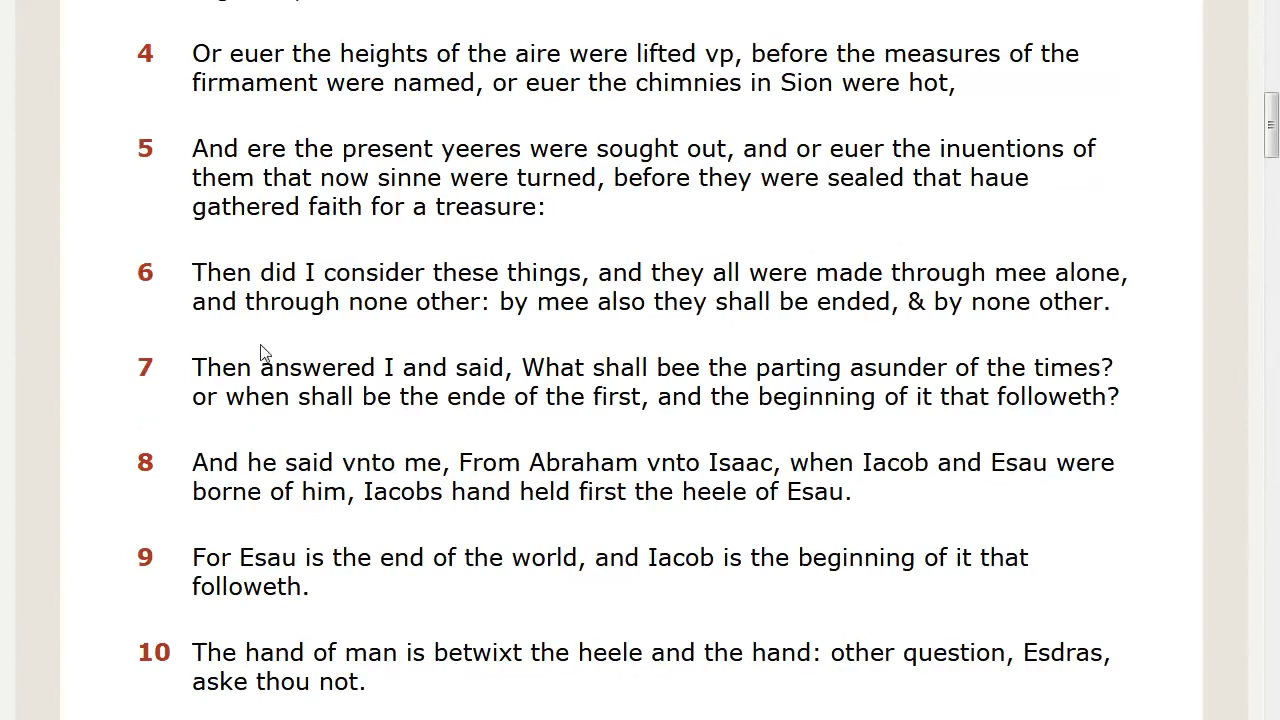 4 Or euer the heights of the aire were lifted vp, before the measures of the
firmament were named, or euer the chimnies in Sion were hot,
5 And ere the present yeeres were sought out, and or euer the inuentions of
them that now sinne were turned, before they were sealed that haue
gathered faith for a treasure:
6 Then did I consider these things, and they all were made through mee alone,
and through none other: by mee also they shall be ended, & by none other.
7 Then answered I and said, What shall bee the parting asunder of the times?
or when shall be the ende of the first, and the beginning of it that followeth?
8 And he said vnto me, From Abraham vnto Isaac, when Iacob and Esau were
borne of him, Iacobs hand held first the heele of Esau.
9 For Esau is the end of the world, and Iacob is the beginning of it that
followeth.
10 The hand of man is betwixt the heele and the hand: other question, Esdras,
aske thou not.